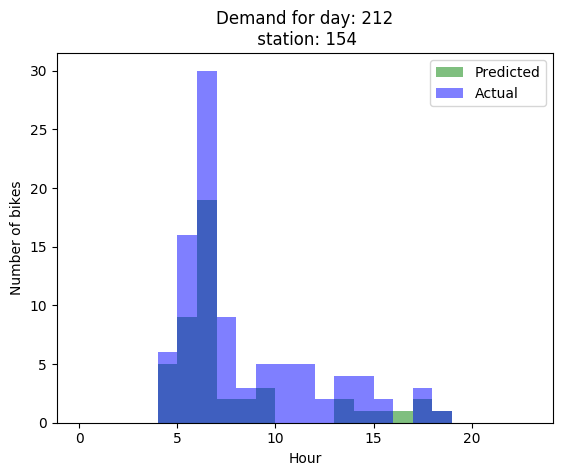 Demand for day: 212
station: 154
Predicted
Actual
Number of bikes
30
25
20
15
10
5
0
0 5 10 15 20
Hour